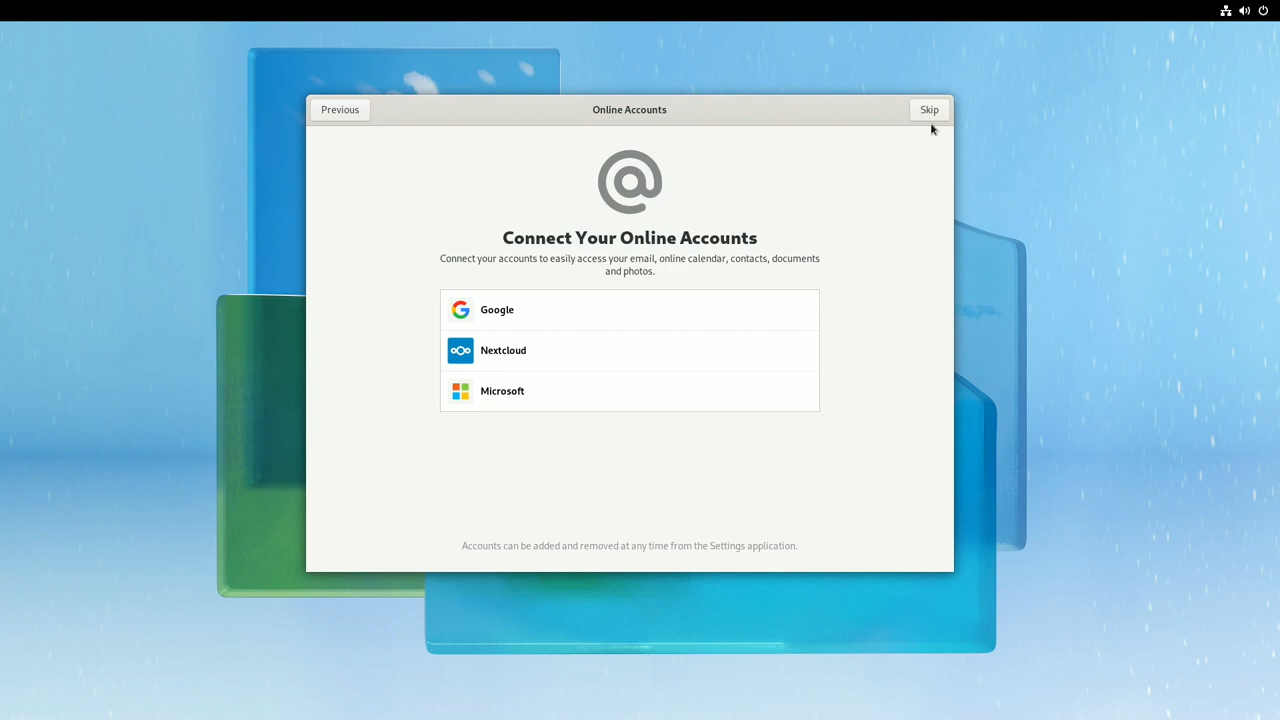 Previous
Online Accounts
Skip
Connect Your Online Accounts
Connect your accounts to easily access your email, online calendar, contacts, documents
and photos.
Google
Nextcloud
Microsoft
Accounts can be added and removed at any time from the Settings application.